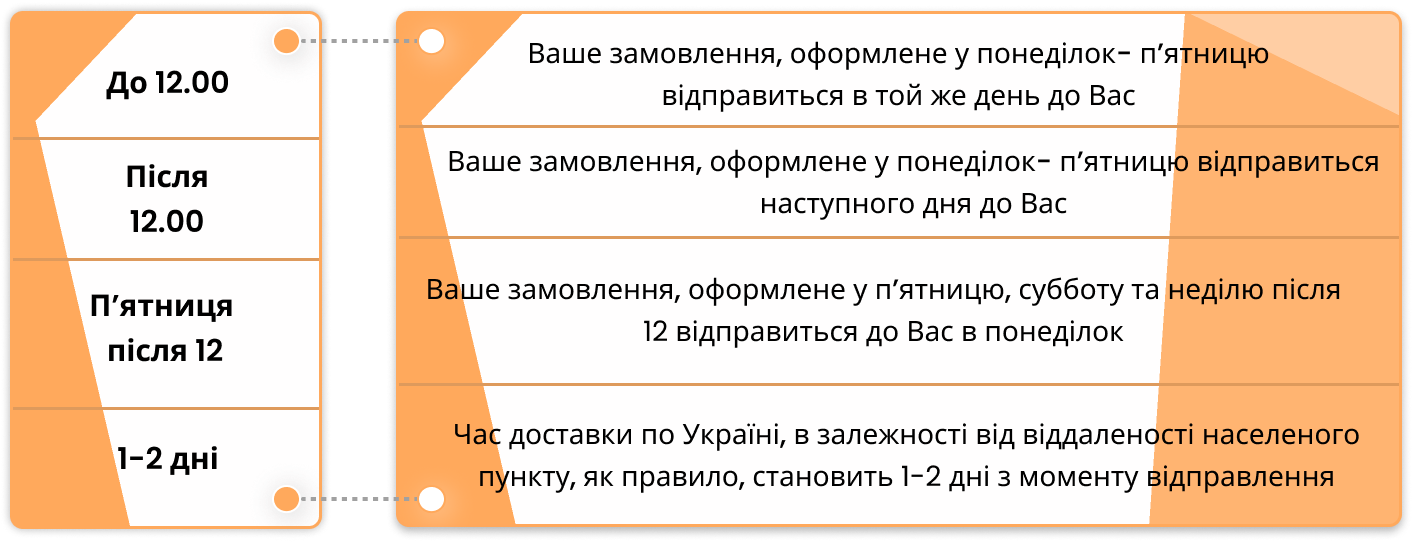 До 12.00
Ваше замовлення, оформлене у понеділок- п’ятницю
відправиться в той же день до Вас
Після
12.00
Ваше замовлення, оформлене у понеділок- п’ятницю відправиться
наступного дня до Вас
П’ятниця
після 12
Ваше замовлення, оформлене у п’ятницю, субботу та неділю після
12 відправиться до Вас в понеділок
1-2 дні
Час доставки по Україні, в залежності від віддаленості населеного
пункту, як правило, становить 1-2 дні з моменту відправлення